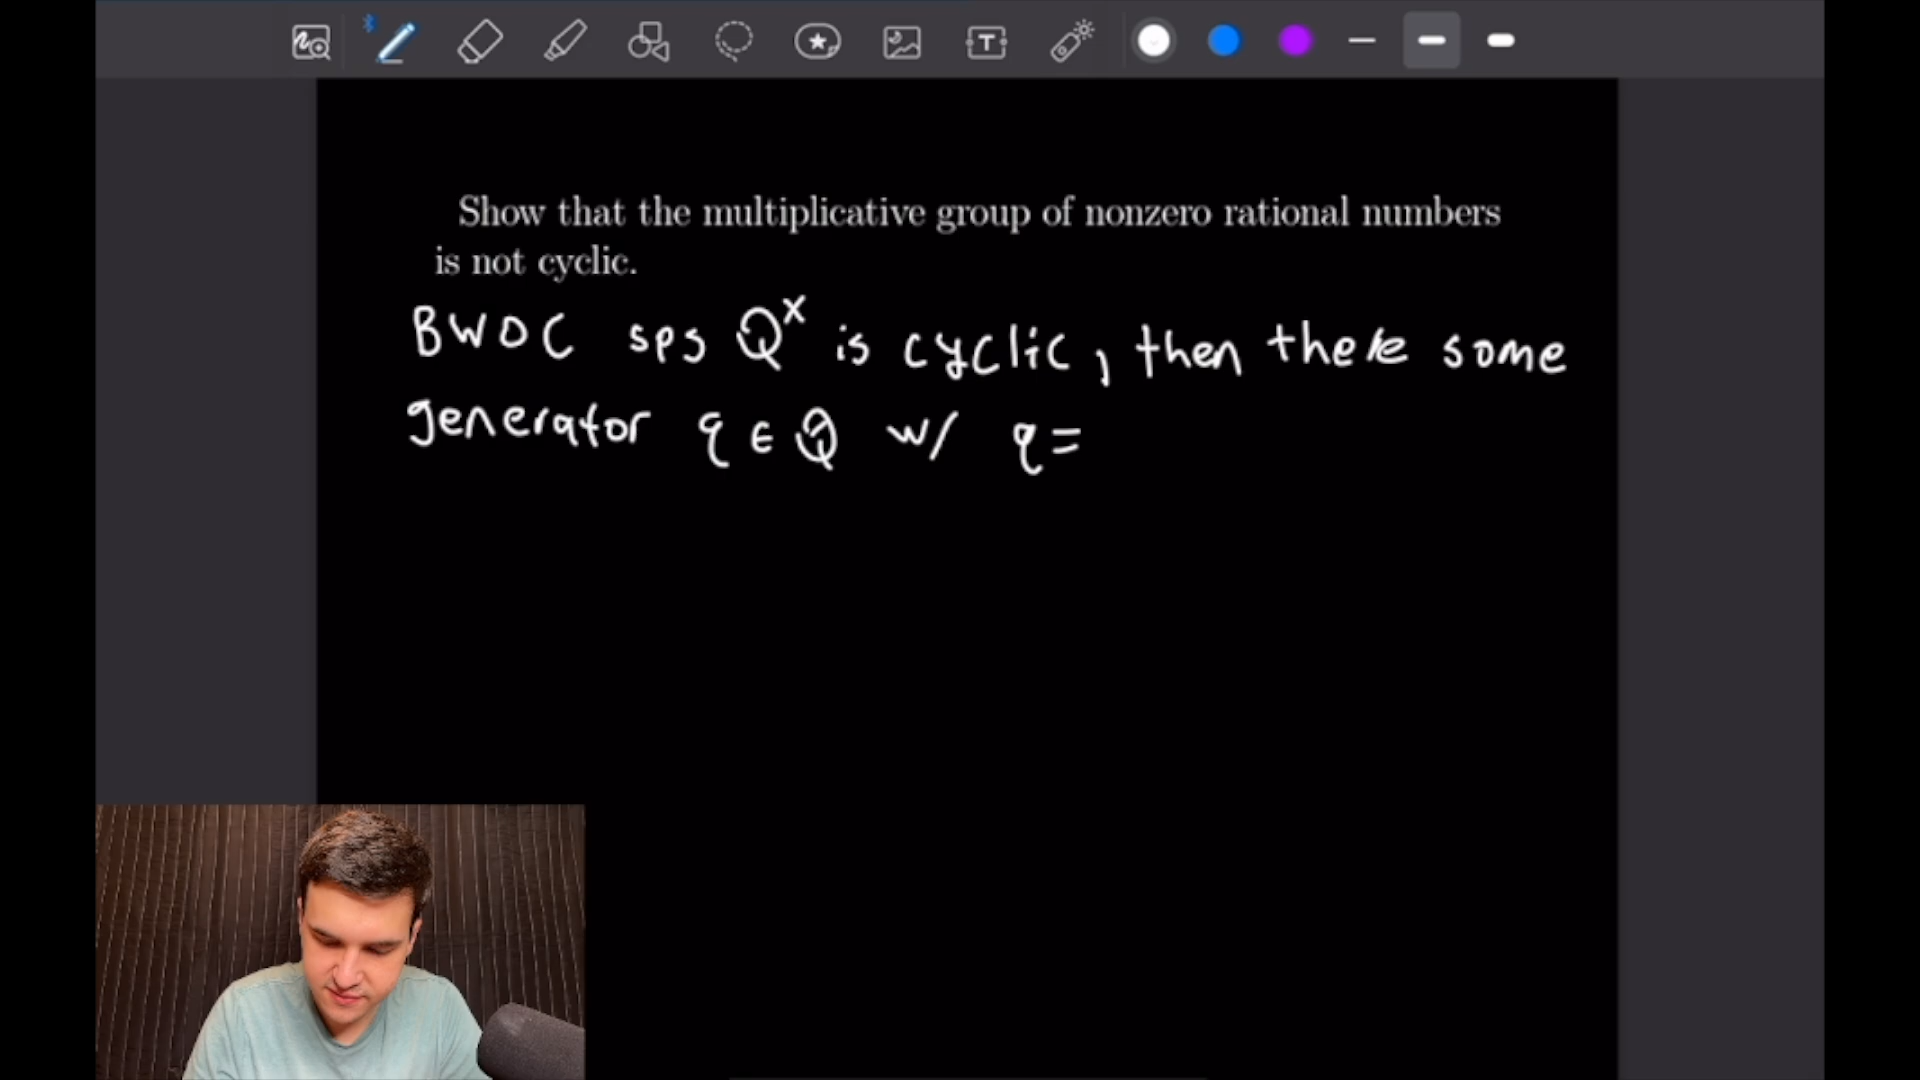 Show that the multiplicative group of nonzero rational numbers
is not cyclic.
BWOC sps Q^x is cyclic, then there some
generator q ∈ Q w/ q =